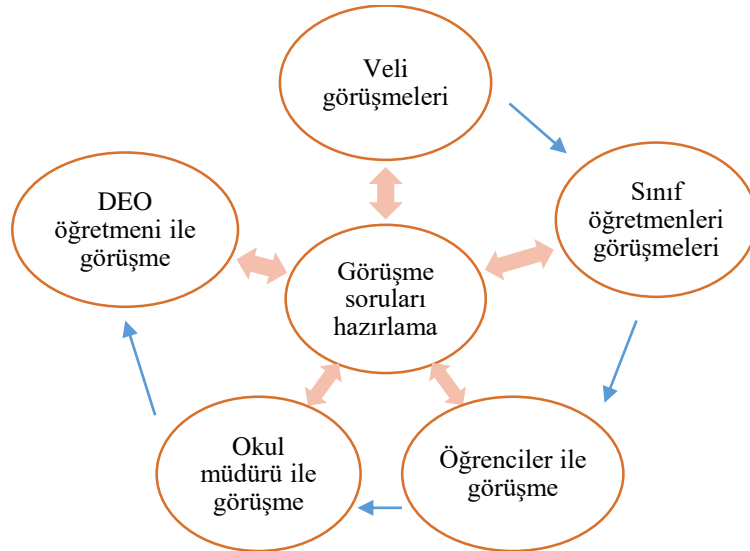 Veli
görüşmeleri
Sınıf
öğretmenleri
görüşmeleri
DEO
öğretmeni ile
görüşme
Görüşme
soruları
hazırlama
Okul
müdürü ile
görüşme
Öğrenciler ile
görüşme